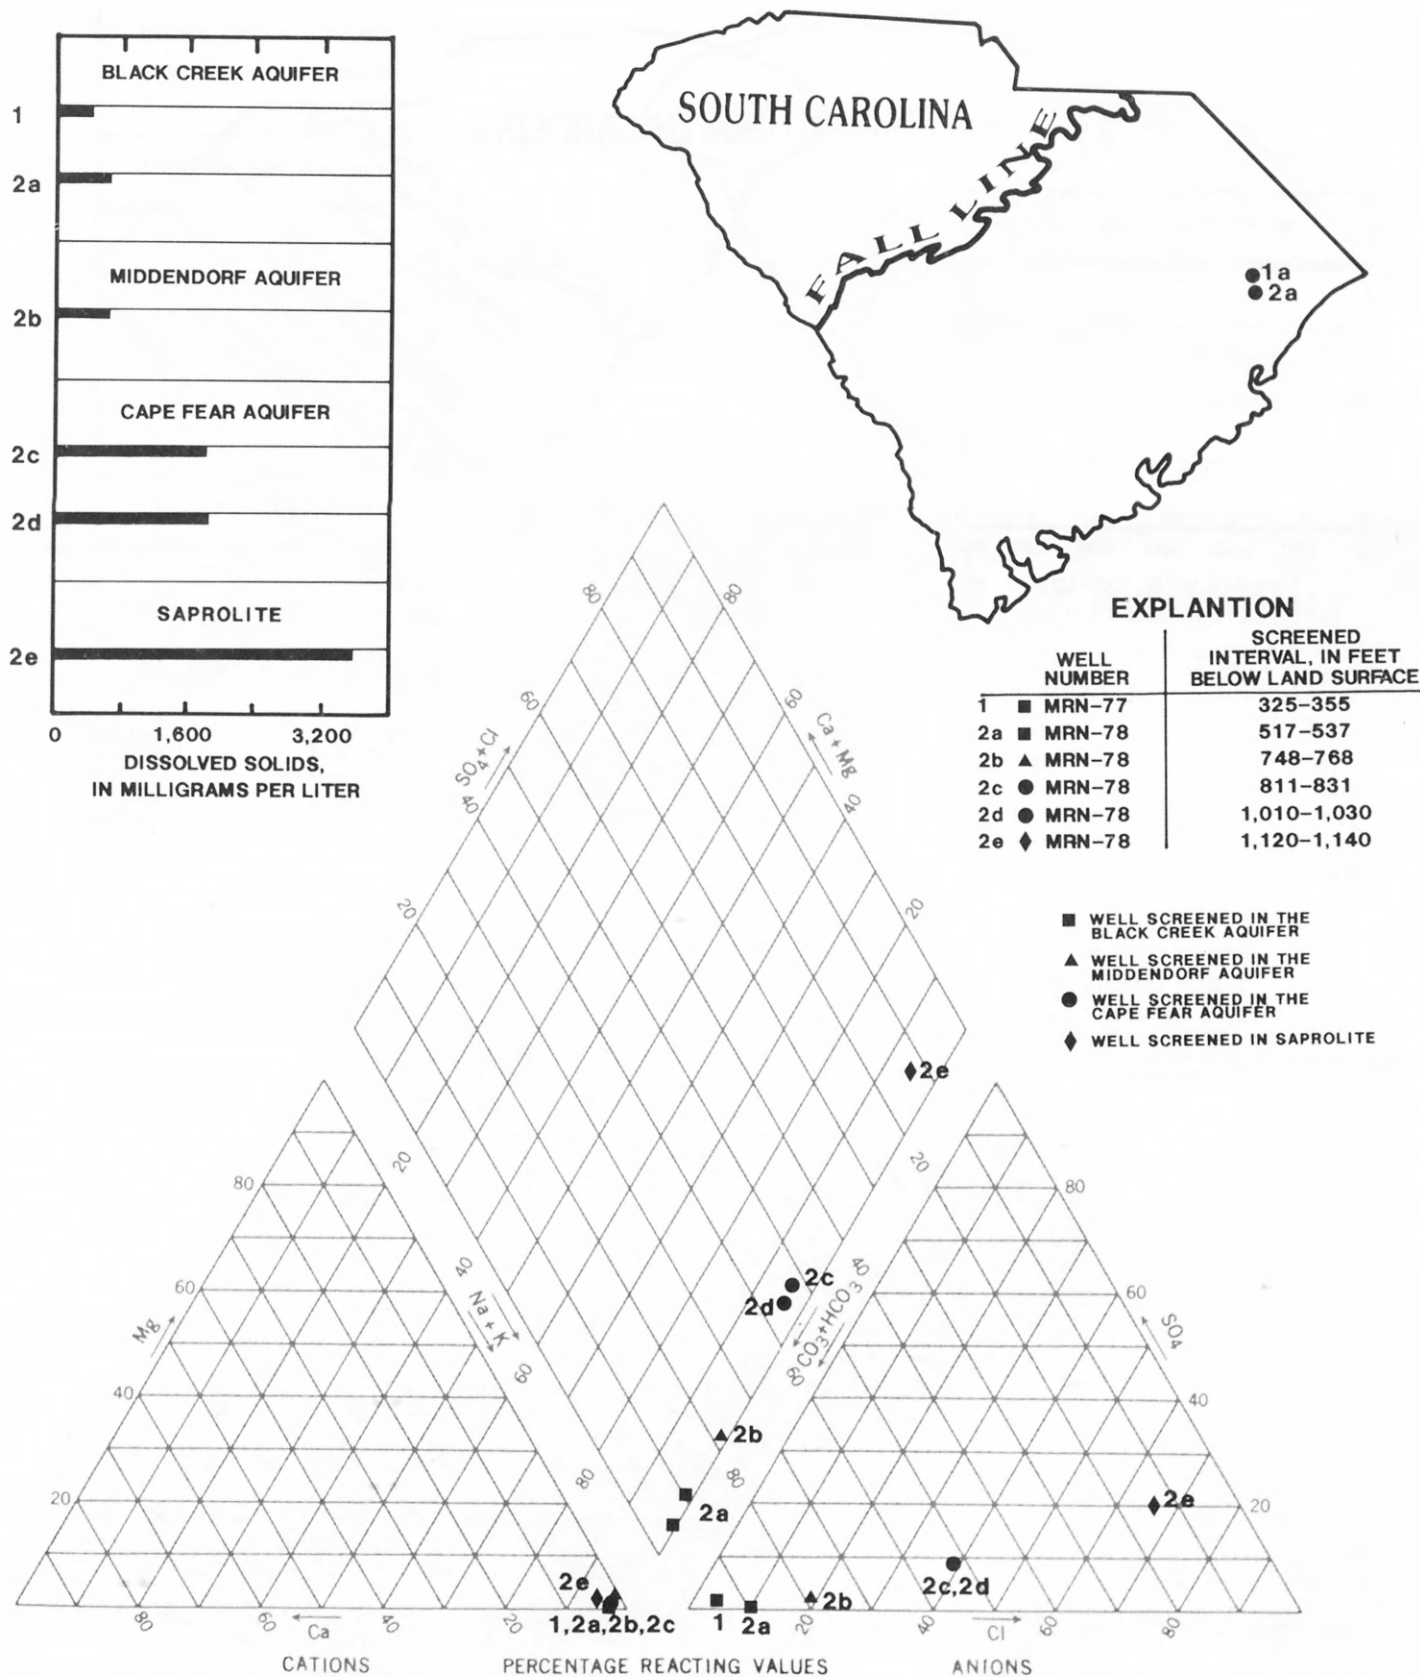 BLACK CREEK AQUIFER
1
2a
MIDDENDORF AQUIFER
2b
CAPE FEAR AQUIFER
2c
2d
SAPROLITE
2e
0 1,600 3,200
DISSOLVED SOLIDS,
IN MILLIGRAMS PER LITER
SOUTH CAROLINA
FALL LINE
1a
2a
EXPLANTION
WELL
NUMBER
SCREENED
INTERVAL, IN FEET
BELOW LAND SURFACE
1 ■ MRN-77 325-355
2a ■ MRN-78 517-537
2b ▲ MRN-78 748-768
2c ● MRN-78 811-831
2d ● MRN-78 1,010-1,030
2e ♦ MRN-78 1,120-1,140
■ WELL SCREENED IN THE
BLACK CREEK AQUIFER
▲ WELL SCREENED IN THE
MIDDENDORF AQUIFER
● WELL SCREENED IN THE
CAPE FEAR AQUIFER
♦ WELL SCREENED IN SAPROLITE
80 80
60 60
SO4+Cl
Ca+Mg
40 40
20 20
2e
20 20
40 40
Na+K
CO3+HCO3
60 60
80 80
2c
2d
2b
2a
80
60
Mg
40
20
2e
1,2a,2b,2c
80 60 Ca 20
80
60
SO4
40
20
2e
2c,2d
2b
1 2a
20 40 Cl 60 80
CATIONS PERCENTAGE REACTING VALUES ANIONS